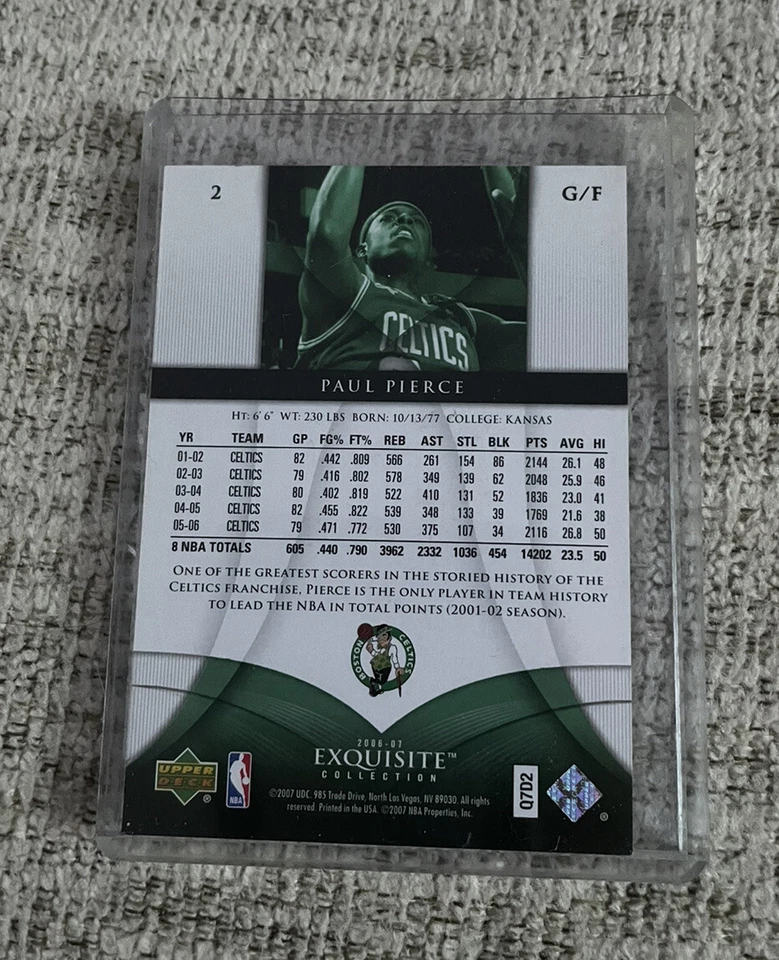 2 G/F
CELTICS
PAUL PIERCE
HT: 6' 6" WT: 230 LBS BORN: 10/13/77 COLLEGE: KANSAS
YR TEAM GP FG% FT% REB AST STL BLK PTS AVG HI
01-02 CELTICS 82 .442 .809 566 261 154 86 2144 26.1 48
02-03 CELTICS 79 .416 .802 578 349 139 62 2048 25.9 46
03-04 CELTICS 80 .402 .819 522 410 131 52 1836 23.0 41
04-05 CELTICS 82 .455 .822 539 348 133 39 1769 21.6 38
05-06 CELTICS 79 .471 .772 530 375 107 34 2116 26.8 50
8 NBA TOTALS 605 .440 .790 3962 2332 1036 454 14202 23.5 50
ONE OF THE GREATEST SCORERS IN THE STORIED HISTORY OF THE
CELTICS FRANCHISE, PIERCE IS THE ONLY PLAYER IN TEAM HISTORY
TO LEAD THE NBA IN TOTAL POINTS (2001-02 SEASON).
BOSTON CELTICS
2006-07
EXQUISITE™
COLLECTION
UPPER
DECK
®
NBA
©2007 UDC. 985 Trade Drive, North Las Vegas, NV 89030. All rights
reserved. Printed in the USA. ©2007 NBA Properties, Inc.
Q7D2
®